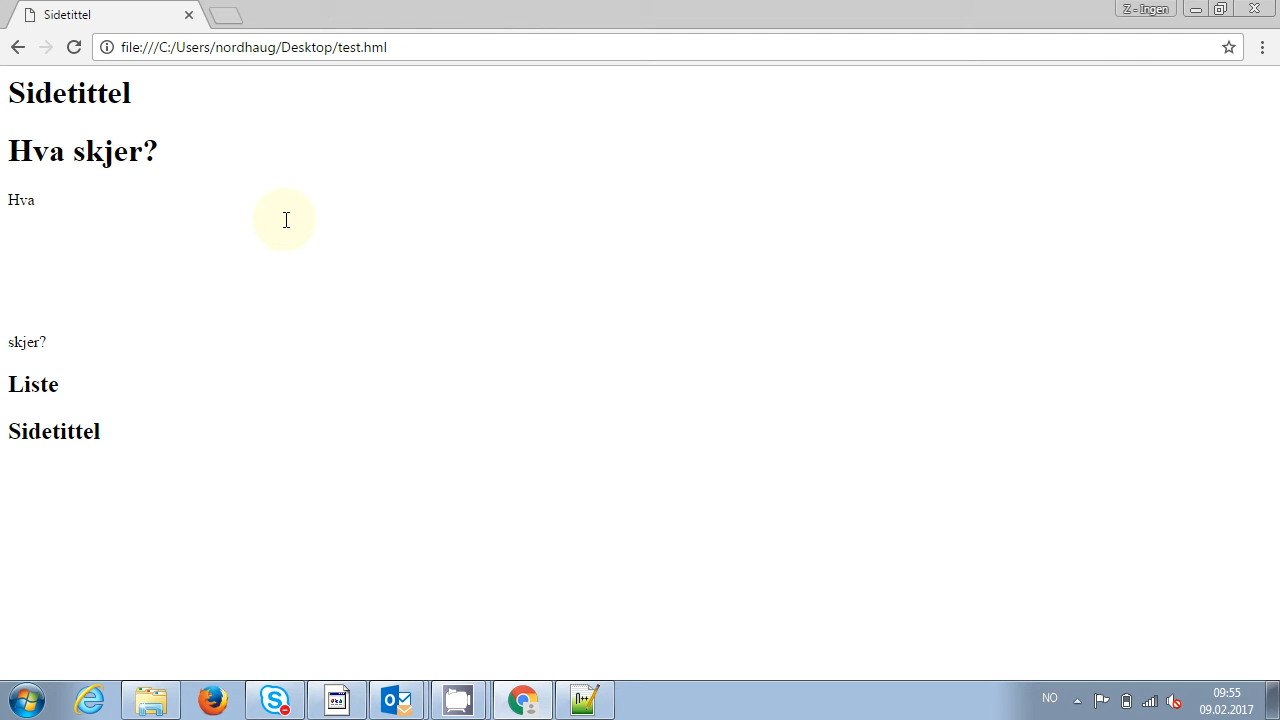 Sidetittel
Z - Ingen
file:///C:/Users/nordhaug/Desktop/test.hml
Sidetittel
Hva skjer?
Hva
skjer?
Liste
Sidetittel
NO
09:55
09.02.2017